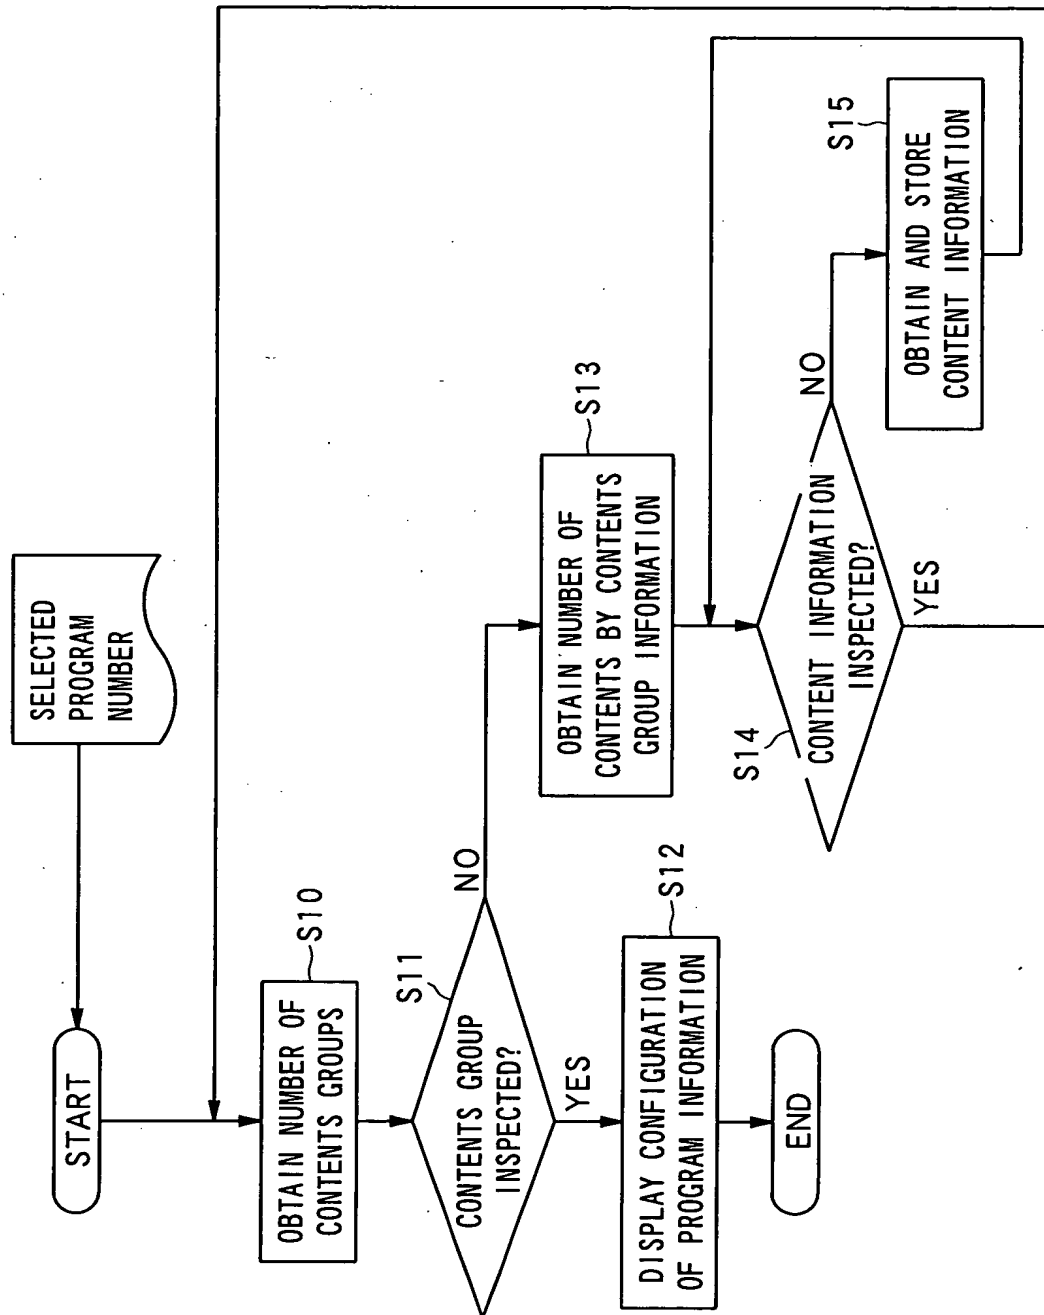 SELECTED
PROGRAM
NUMBER
START
OBTAIN NUMBER OF
CONTENTS GROUPS
S10
CONTENTS GROUP
INSPECTED?
S11
NO
YES
DISPLAY CONFIGURATION
OF PROGRAM INFORMATION
S12
END
OBTAIN NUMBER OF
CONTENTS BY CONTENTS
GROUP INFORMATION
S13
CONTENT INFORMATION
INSPECTED?
S14
NO
YES
OBTAIN AND STORE
CONTENT INFORMATION
S15